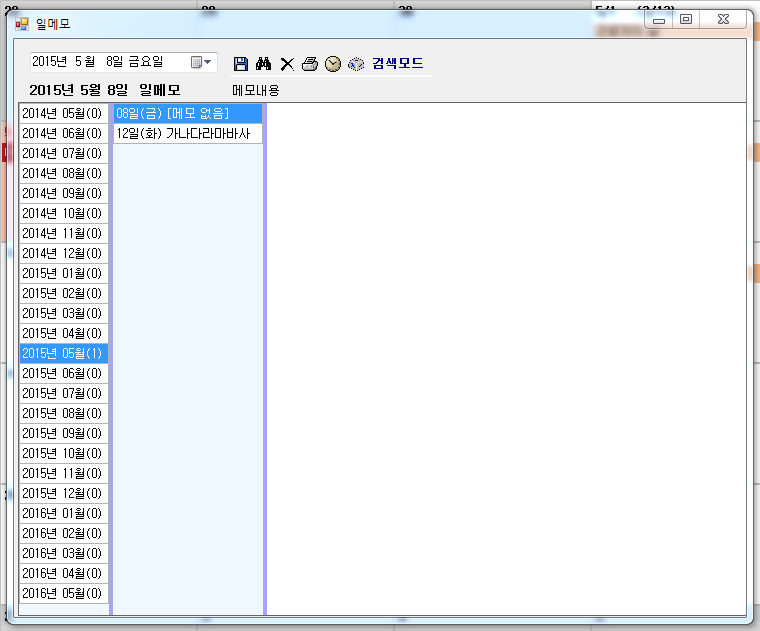 일메모
2015년 5월 8일 금요일
검색모드
2015년 5월 8일 일메모
메모내용
2014년 05월(0)
2014년 06월(0)
2014년 07월(0)
2014년 08월(0)
2014년 09월(0)
2014년 10월(0)
2014년 11월(0)
2014년 12월(0)
2015년 01월(0)
2015년 02월(0)
2015년 03월(0)
2015년 04월(0)
2015년 05월(1)
2015년 06월(0)
2015년 07월(0)
2015년 08월(0)
2015년 09월(0)
2015년 10월(0)
2015년 11월(0)
2015년 12월(0)
2016년 01월(0)
2016년 02월(0)
2016년 03월(0)
2016년 04월(0)
2016년 05월(0)
08일(금) [메모 없음]
12일(화) 가나다라마바사